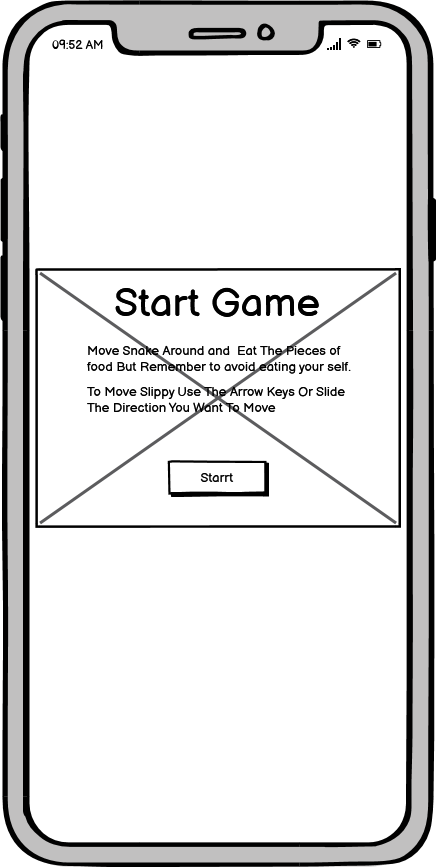 09:52 AM
Start Game
Move Snake Around and Eat The Pieces of
food But Remember to avoid eating your self.
To Move Slippy Use The Arrow Keys Or Slide
The Direction You Want To Move
Starrt